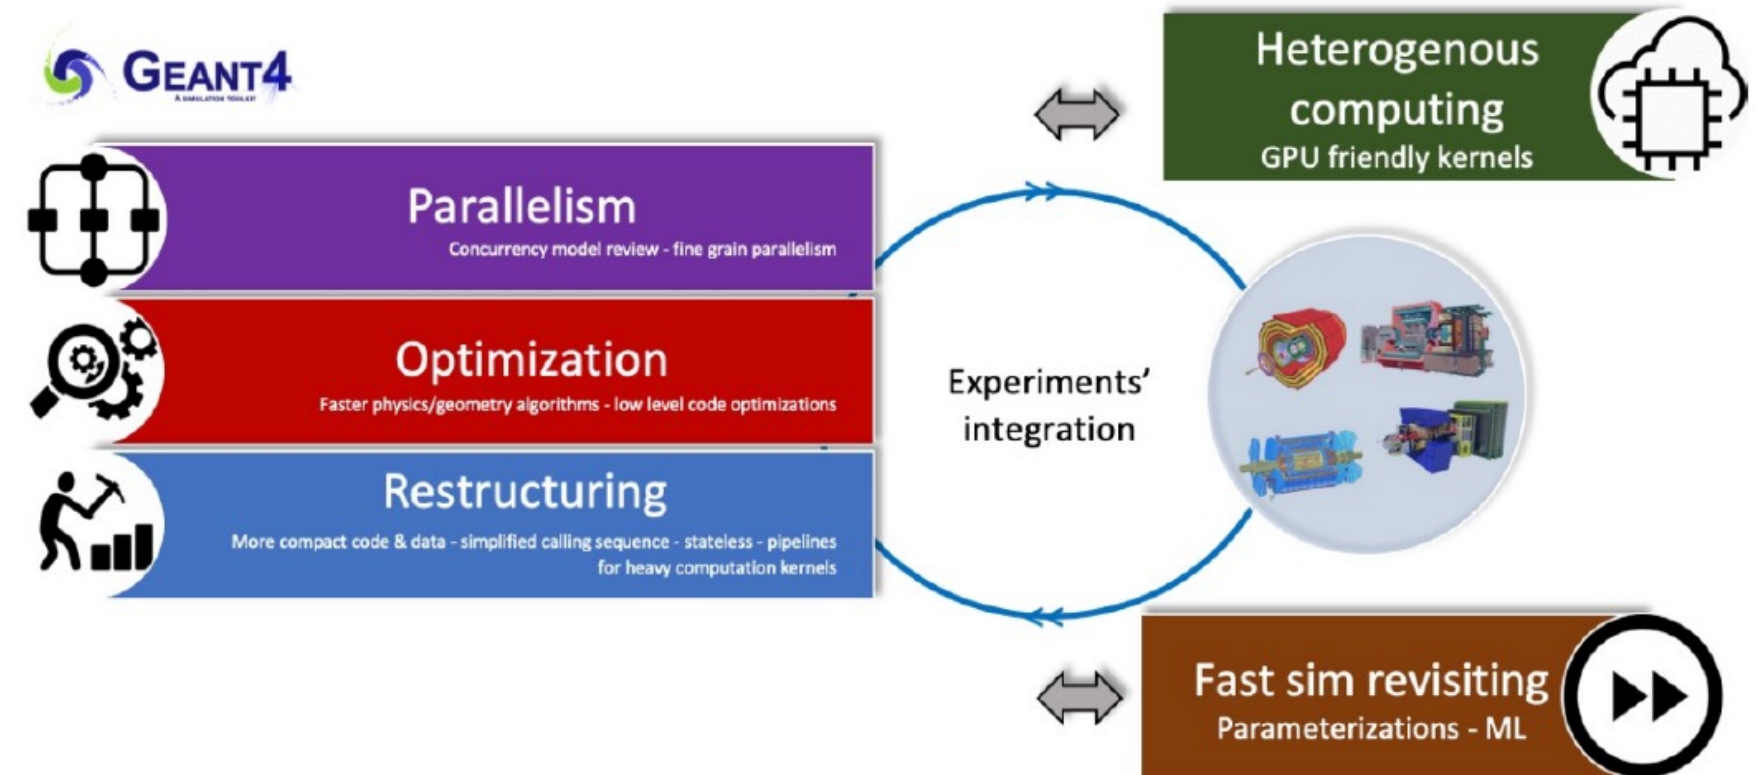 GEANT4
A SIMULATION TOOLKIT
Parallelism
Concurrency model review - fine grain parallelism
Optimization
Faster physics/geometry algorithms - low level code optimizations
Restructuring
More compact code & data - simplified calling sequence - stateless - pipelines
for heavy computation kernels
Experiments'
integration
Heterogenous
computing
GPU friendly kernels
Fast sim revisiting
Parameterizations - ML